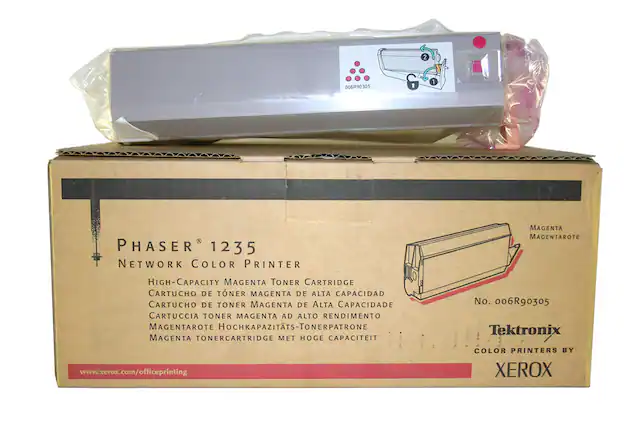 006R90305
2
1
PHASER® 1235
NETWORK COLOR PRINTER
HIGH-CAPACITY MAGENTA TONER CARTRIDGE
CARTUCHO DE TÓNER MAGENTA DE ALTA CAPACIDAD
CARTUCHO DE TONER MAGENTA DE ALTA CAPACIDADE
CARTUCCIA TONER MAGENTA AD ALTO RENDIMENTO
MAGENTAROTE HOCHKAPAZITÄTS-TONERPATRONE
MAGENTA TONERCARTRIDGE MET HOGE CAPACITEIT
MAGENTA
MAGENTAROTE
NO. 006R90305
Tektronix
COLOR PRINTERS BY
XEROX
www.xerox.com/officeprinting